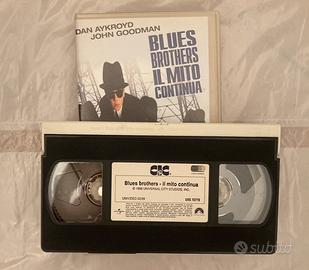 DAN AYKROYD
JOHN GOODMAN
BLUES
BROTHERS
IL MITO
CONTINUA
CIC
Blues brothers - il mito continua
© 1998 UNIVERSAL CITY STUDIOS, INC.
subito